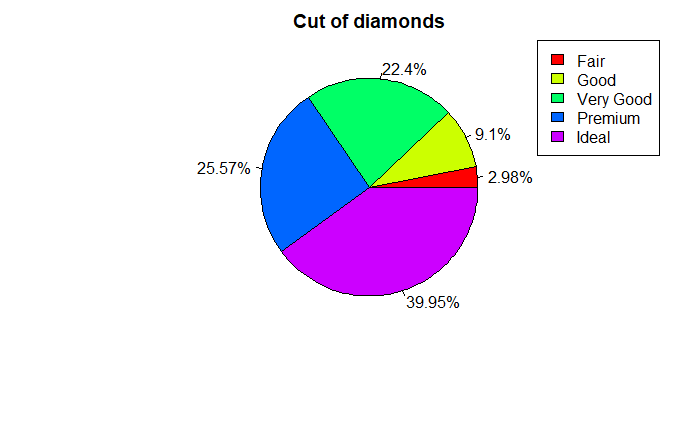 Cut of diamonds
Fair
Good
Very Good
Premium
Ideal
22.4%
9.1%
25.57%
2.98%
39.95%